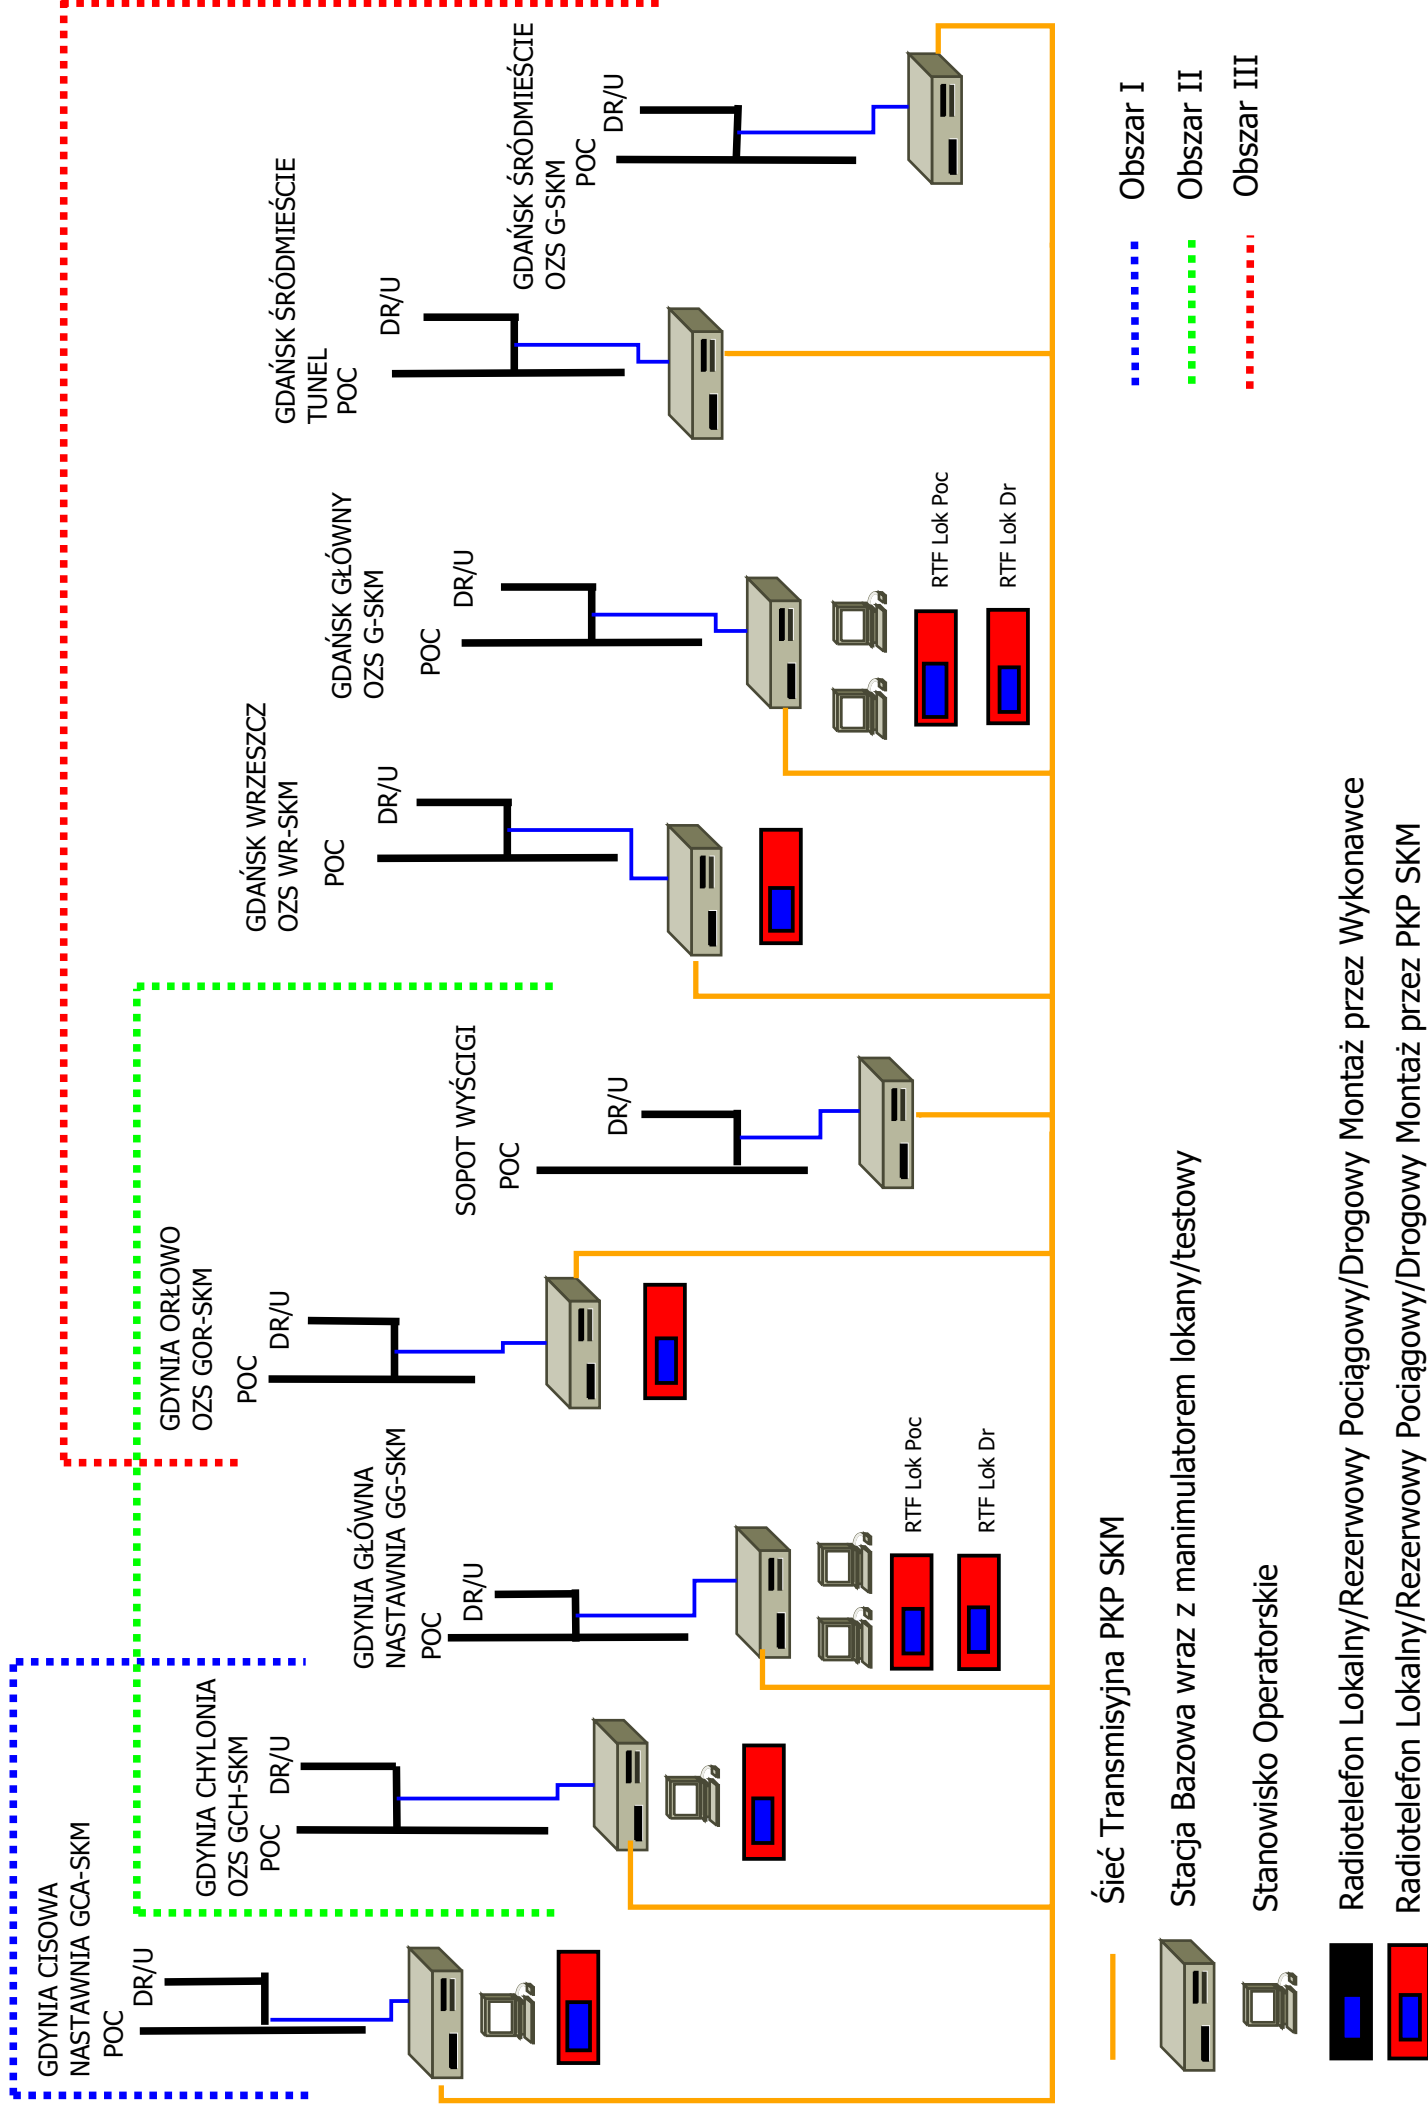 GDYNIA CISOWA
NASTAWNIA GCA-SKM
POC
DR/U
GDYNIA CHYLONIA
OZS GCH-SKM
POC
DR/U
GDYNIA GŁÓWNA
NASTAWNIA GG-SKM
POC
DR/U
RTF Lok Poc
RTF Lok Dr
GDYNIA ORŁOWO
OZS GOR-SKM
POC
DR/U
SOPOT WYŚCIGI
POC
DR/U
GDAŃSK WRZESZCZ
OZS WR-SKM
POC
DR/U
GDAŃSK GŁÓWNY
OZS G-SKM
POC
DR/U
RTF Lok Poc
RTF Lok Dr
GDAŃSK ŚRÓDMIEŚCIE
TUNEL
POC
DR/U
GDAŃSK ŚRÓDMIEŚCIE
OZS G-SKM
POC
DR/U
Śieć Transmisyjna PKP SKM
Stacja Bazowa wraz z manimulatorem lokany/testowy
Stanowisko Operatorskie
Radiotelefon Lokalny/Rezerwowy Pociągowy/Drogowy Montaż przez Wykonawce
Radiotelefon Lokalny/Rezerwowy Pociągowy/Drogowy Montaż przez PKP SKM
Obszar I
Obszar II
Obszar III